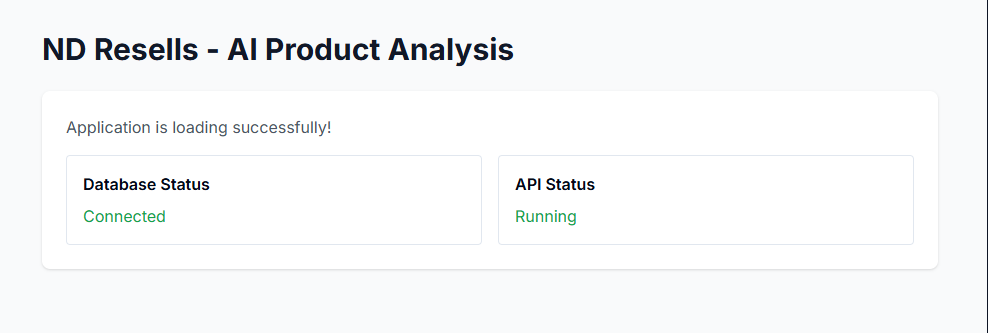 ND Resells - AI Product Analysis
Application is loading successfully!
Database Status
Connected
API Status
Running